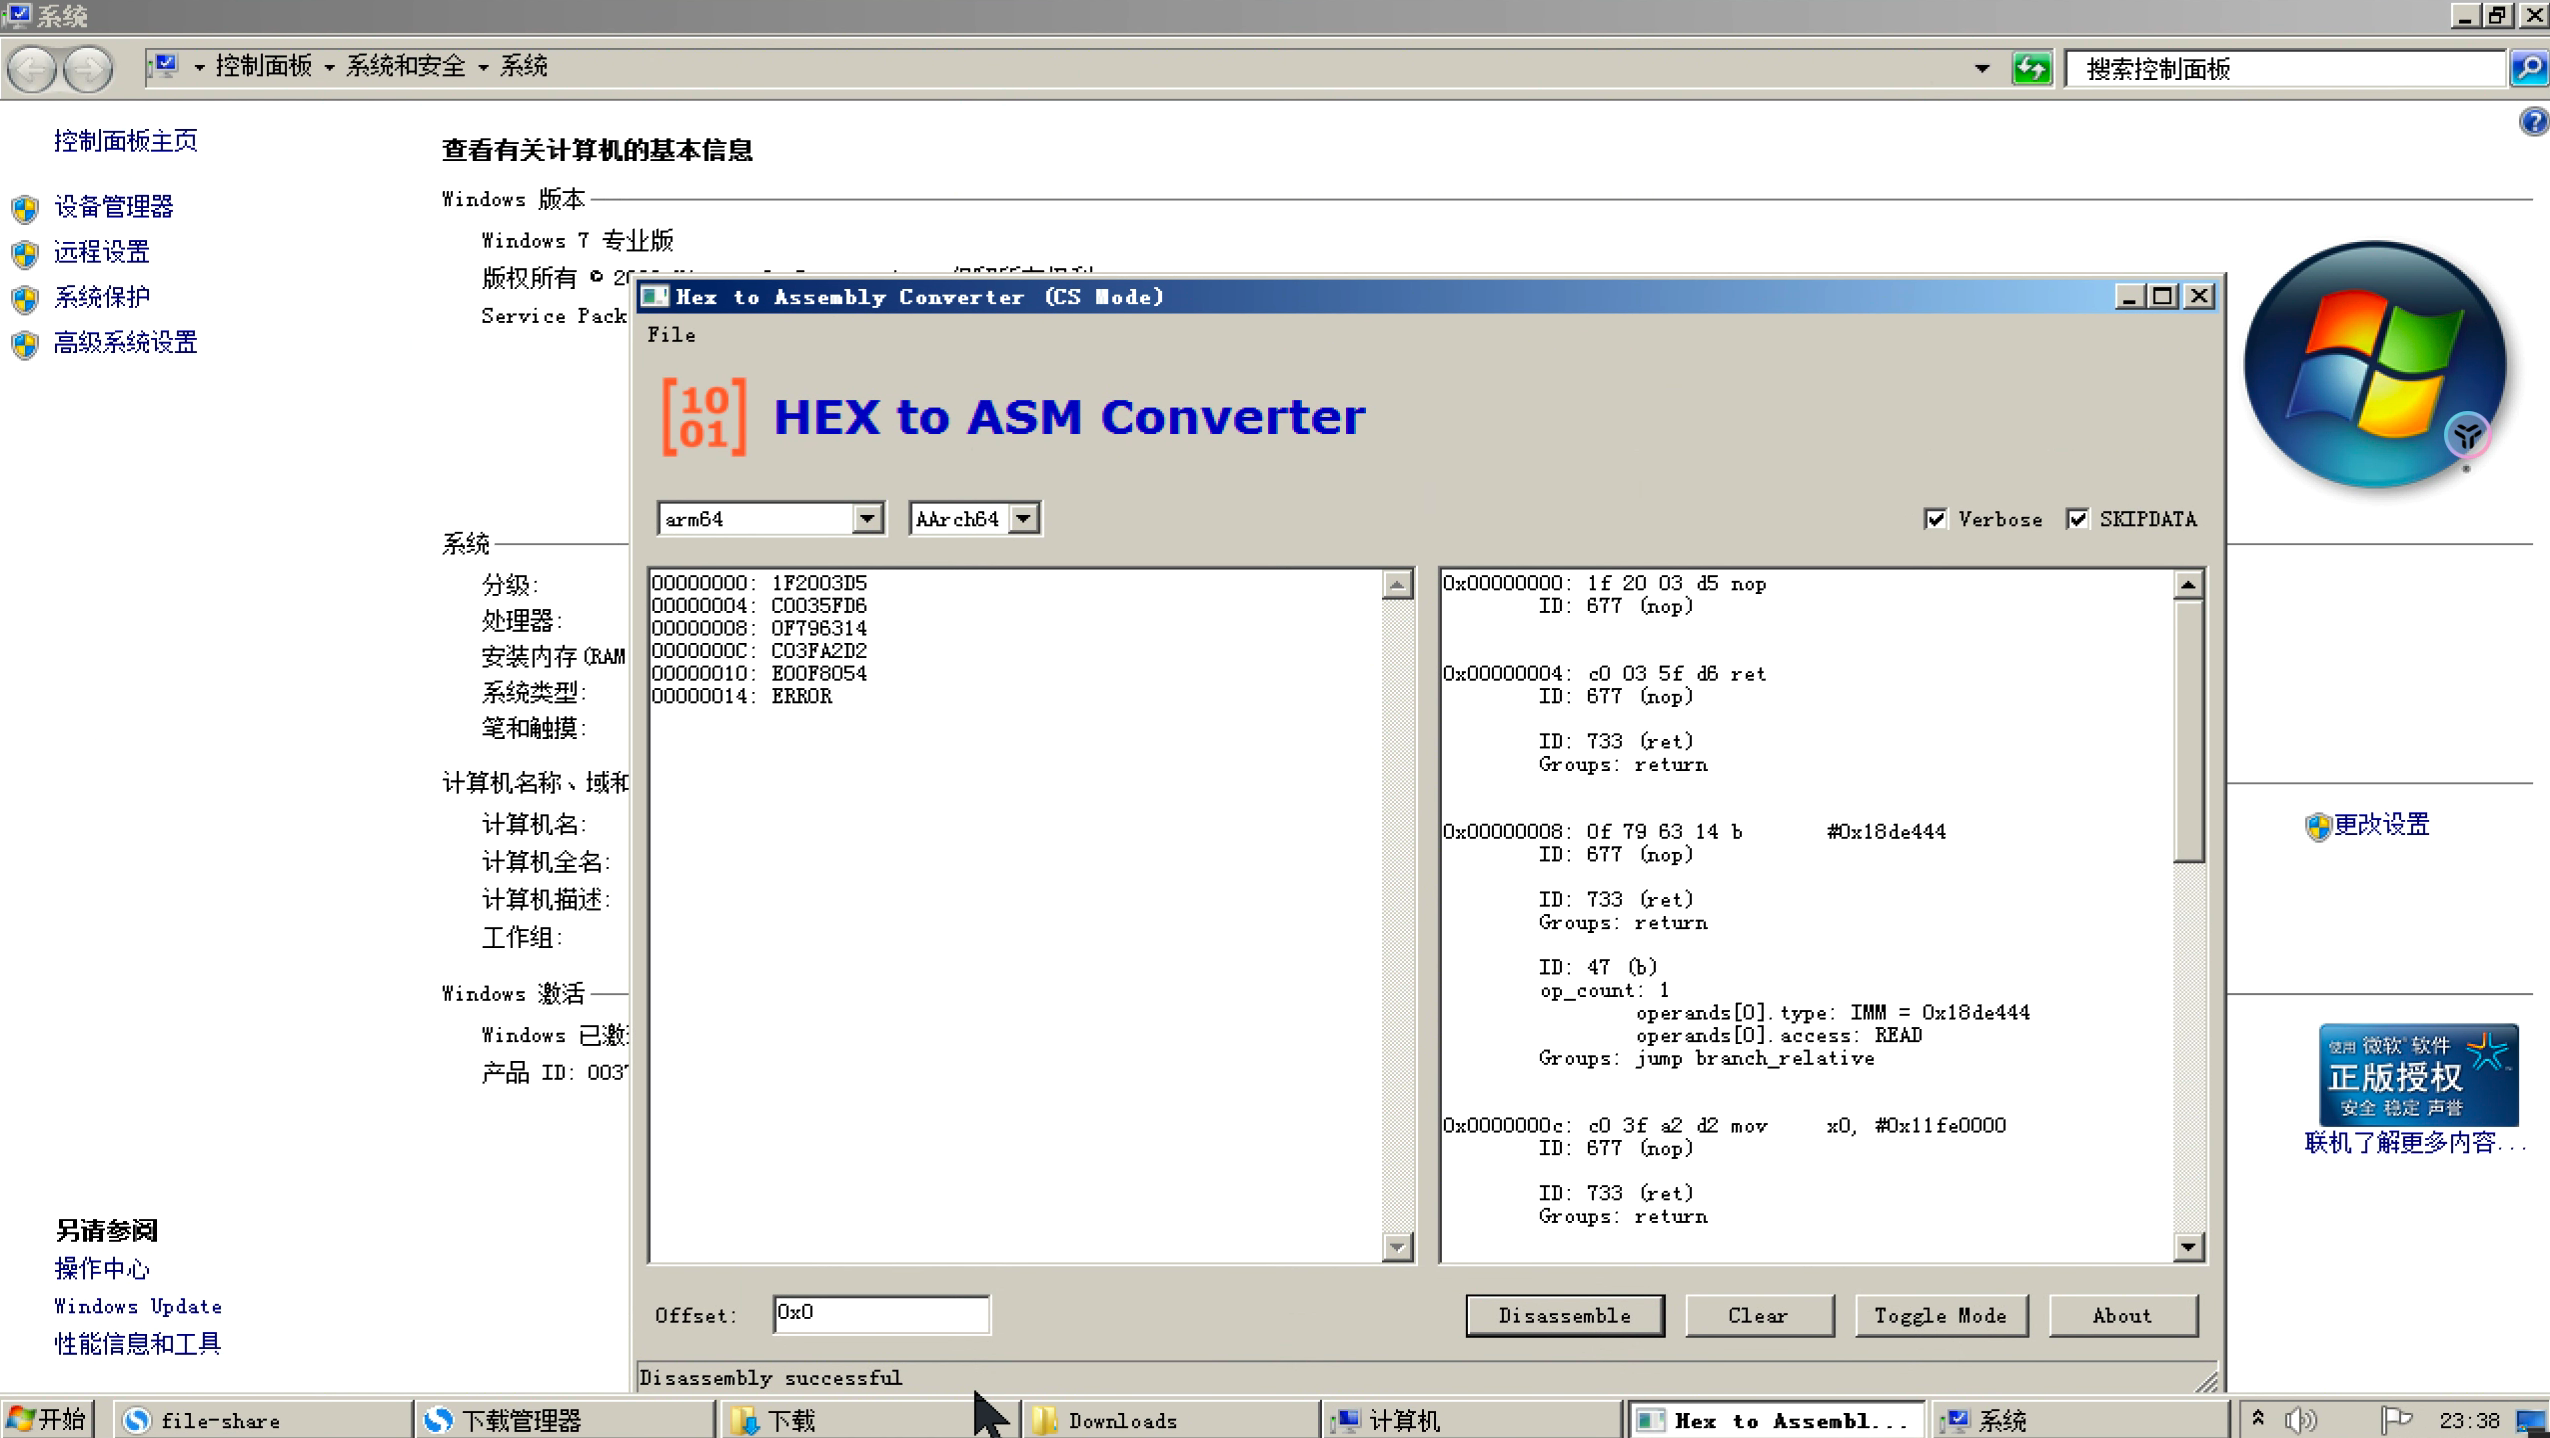 系统
控制面板 系统和安全 系统
搜索控制面板
控制面板主页
设备管理器
远程设置
系统保护
高级系统设置
查看有关计算机的基本信息
Windows 版本
Windows 7 专业版
版权所有 © 20
Service Pack
系统
分级:
处理器:
安装内存(RAM
系统类型:
笔和触摸:
计算机名称、域和
计算机名:
计算机全名:
计算机描述:
工作组:
Windows 激活
Windows 已激
产品 ID: 0037
更改设置
使用 微软 软件
正版授权
安全 稳定 声誉
联机了解更多内容...
另请参阅
操作中心
Windows Update
性能信息和工具
Hex to Assembly Converter (CS Mode)
File
[10 01]
HEX to ASM Converter
arm64
AArch64
Verbose
SKIPDATA
00000000: 1F2003D5
00000004: C0035FD6
00000008: 0F796314
0000000C: C03FA2D2
00000010: E00F8054
00000014: ERROR
0x00000000: 1f 20 03 d5 nop
ID: 677 (nop)
0x00000004: c0 03 5f d6 ret
ID: 677 (nop)
ID: 733 (ret)
Groups: return
0x00000008: 0f 79 63 14 b #0x18de444
ID: 677 (nop)
ID: 733 (ret)
Groups: return
ID: 47 (b)
op_count: 1
operands[0].type: IMM = 0x18de444
operands[0].access: READ
Groups: jump branch_relative
0x0000000c: c0 3f a2 d2 mov x0, #0x11fe0000
ID: 677 (nop)
ID: 733 (ret)
Groups: return
Offset: 0x0
Disassemble
Clear
Toggle Mode
About
Disassembly successful
开始
file-share
下载管理器
下载
Downloads
计算机
Hex to Assembl...
系统
23:38